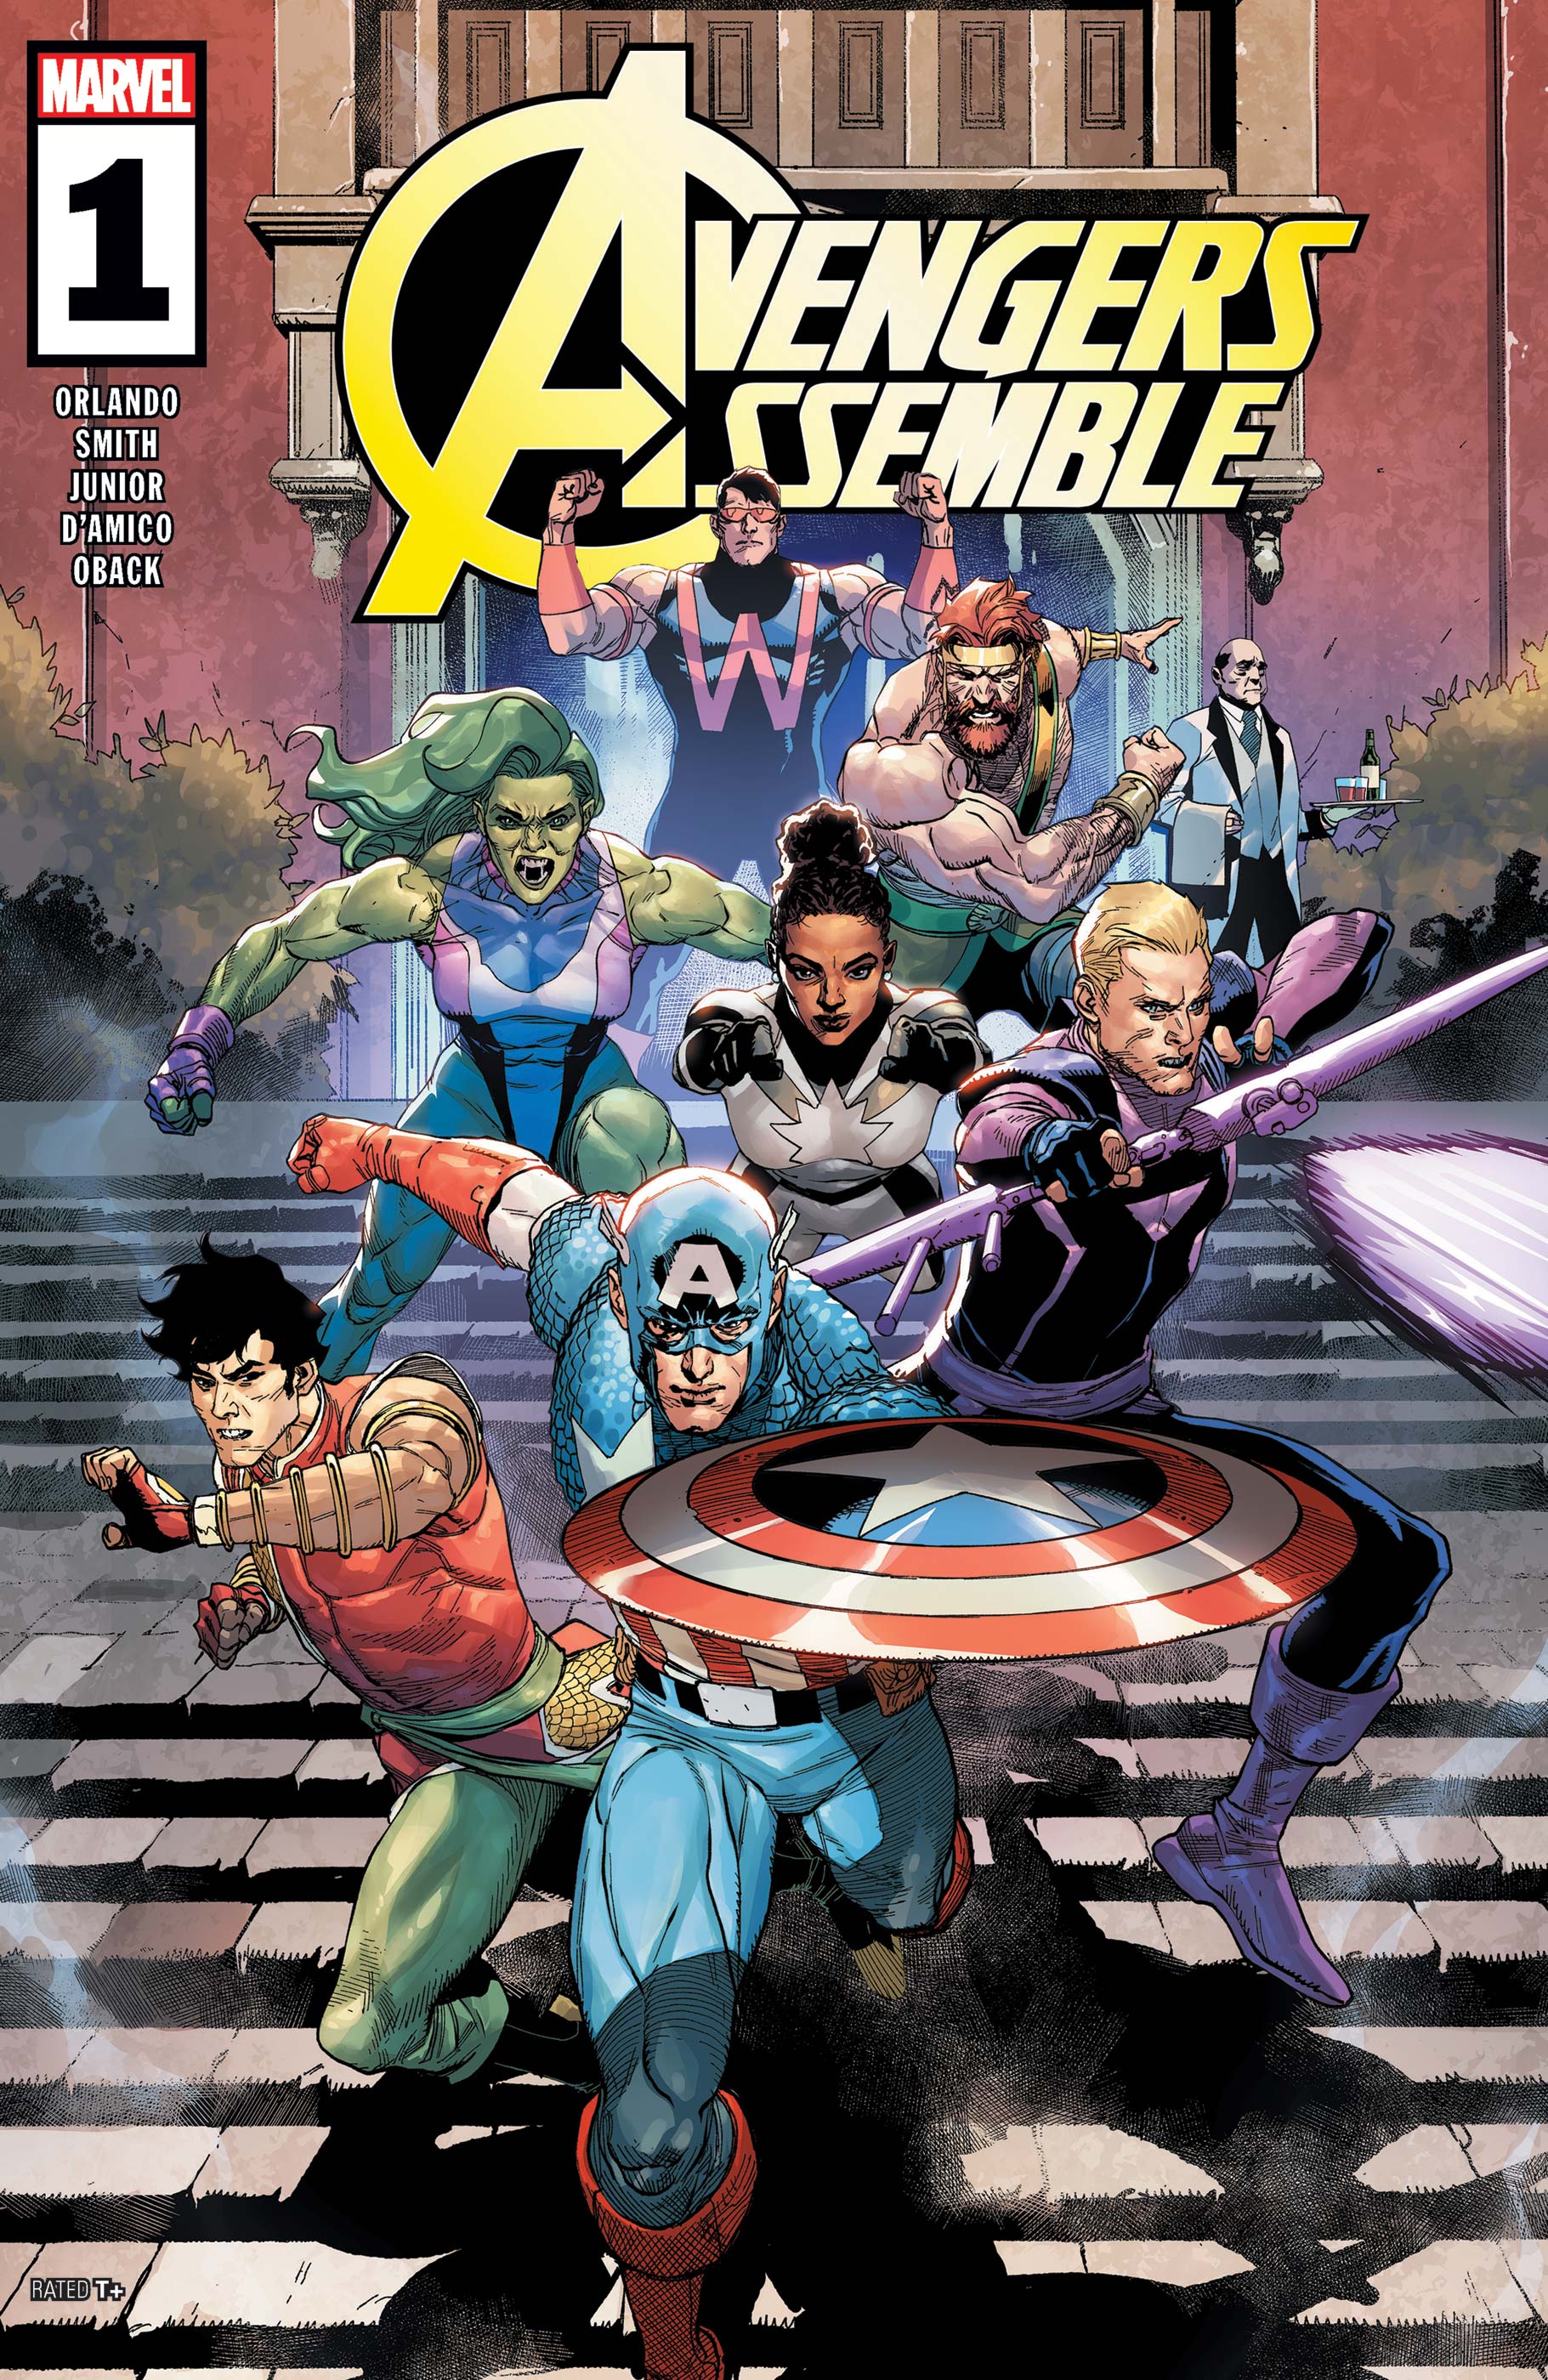 MARVEL
1
ORLANDO
SMITH
JUNIOR
D'AMICO
OBACK
AVENGERS
ASSEMBLE
W
A
RATED T+